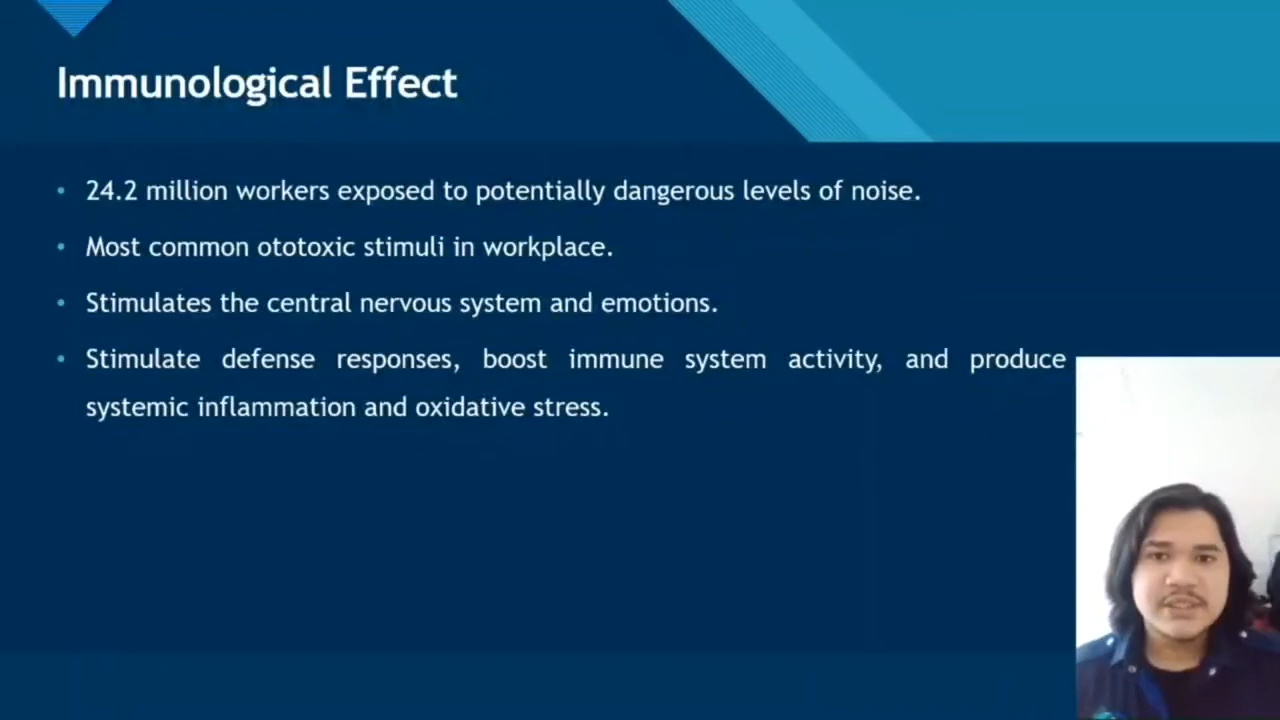 Immunological Effect
• 24.2 million workers exposed to potentially dangerous levels of noise.
• Most common ototoxic stimuli in workplace.
• Stimulates the central nervous system and emotions.
• Stimulate defense responses, boost immune system activity, and produce
systemic inflammation and oxidative stress.